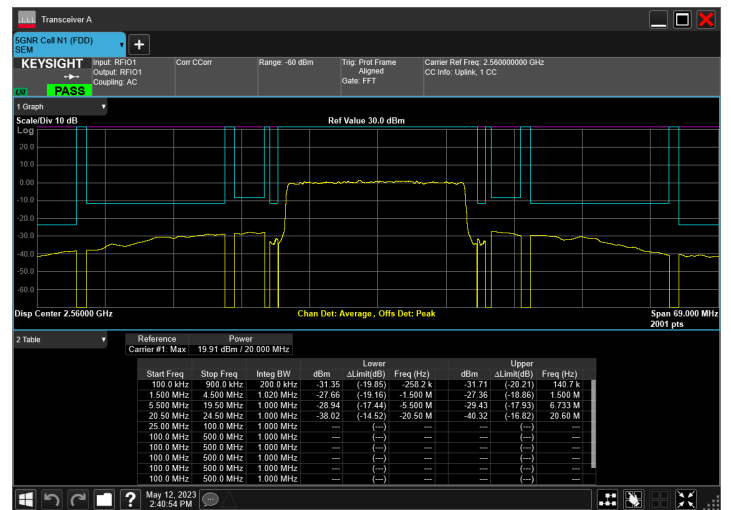 Transceiver A
5GNR Cell N1 (FDD)
SEM
KEYSIGHT
LXI
PASS
Input: RFIO1
Output: RFIO1
Coupling: AC
Corr CCorr
Range: -60 dBm
Trig: Prot Frame
Aligned
Gate: FFT
Carrier Ref Freq: 2.560000000 GHz
CC Info: Uplink, 1 CC
1 Graph
Scale/Div 10 dB
Ref Value 30.0 dBm
Log
20.0
10.0
0.00
-10.0
-20.0
-30.0
-40.0
-50.0
-60.0
Disp Center 2.56000 GHz
Chan Det: Average , Offs Det: Peak
Span 69.000 MHz
2001 pts
2 Table
Reference Power
Carrier #1: Max 19.91 dBm / 20.000 MHz
Lower Upper
Start Freq Stop Freq Integ BW dBm ΔLimit(dB) Freq (Hz) dBm ΔLimit(dB) Freq (Hz)
100.0 kHz 900.0 kHz 200.0 kHz -31.35 (-19.85) -258.2 k -31.71 (-20.21) 140.7 k
1.500 MHz 4.500 MHz 1.020 MHz -27.66 (-19.16) -1.500 M -27.36 (-18.86) 1.500 M
5.500 MHz 19.50 MHz 1.000 MHz -28.94 (-17.44) -5.500 M -29.43 (-17.93) 6.733 M
20.50 MHz 24.50 MHz 1.000 MHz -38.02 (-14.52) -20.50 M -40.32 (-16.82) 20.60 M
25.00 MHz 100.0 MHz 1.000 MHz --- (---) --- --- (---) ---
100.0 MHz 500.0 MHz 1.000 MHz --- (---) --- --- (---) ---
100.0 MHz 500.0 MHz 1.000 MHz --- (---) --- --- (---) ---
100.0 MHz 500.0 MHz 1.000 MHz --- (---) --- --- (---) ---
100.0 MHz 500.0 MHz 1.000 MHz --- (---) --- --- (---) ---
100.0 MHz 500.0 MHz 1.000 MHz --- (---) --- --- (---) ---
?
May 12, 2023
2:40:54 PM